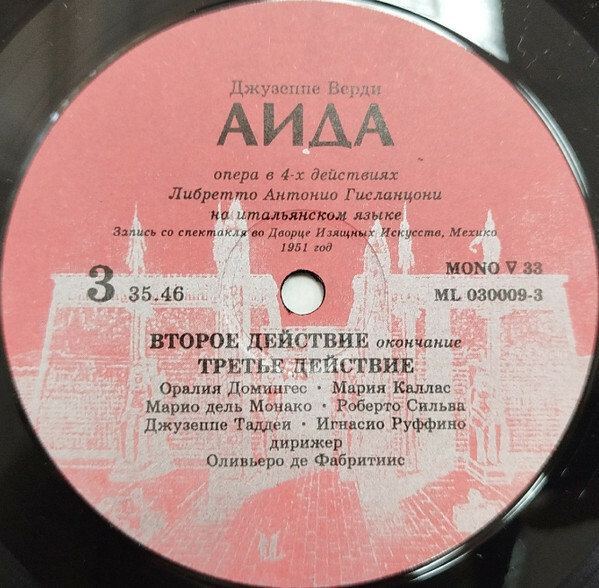 Джузеппе Верди
АИДА
опера в 4-х действиях
Либретто Антонио Гисланцони
на итальянском языке
Запись со спектакля во Дворце Изящных Искусств, Мехико
1951 год
3 35.46
MONO ∇ 33
ML 030009-3
ВТОРОЕ ДЕЙСТВИЕ окончание
ТРЕТЬЕ ДЕЙСТВИЕ
Оралия Домингес · Мария Каллас
Марио дель Монако · Роберто Сильва
Джузеппе Таддеи · Игнасио Руффино
дирижер
Оливьеро де Фабритиис